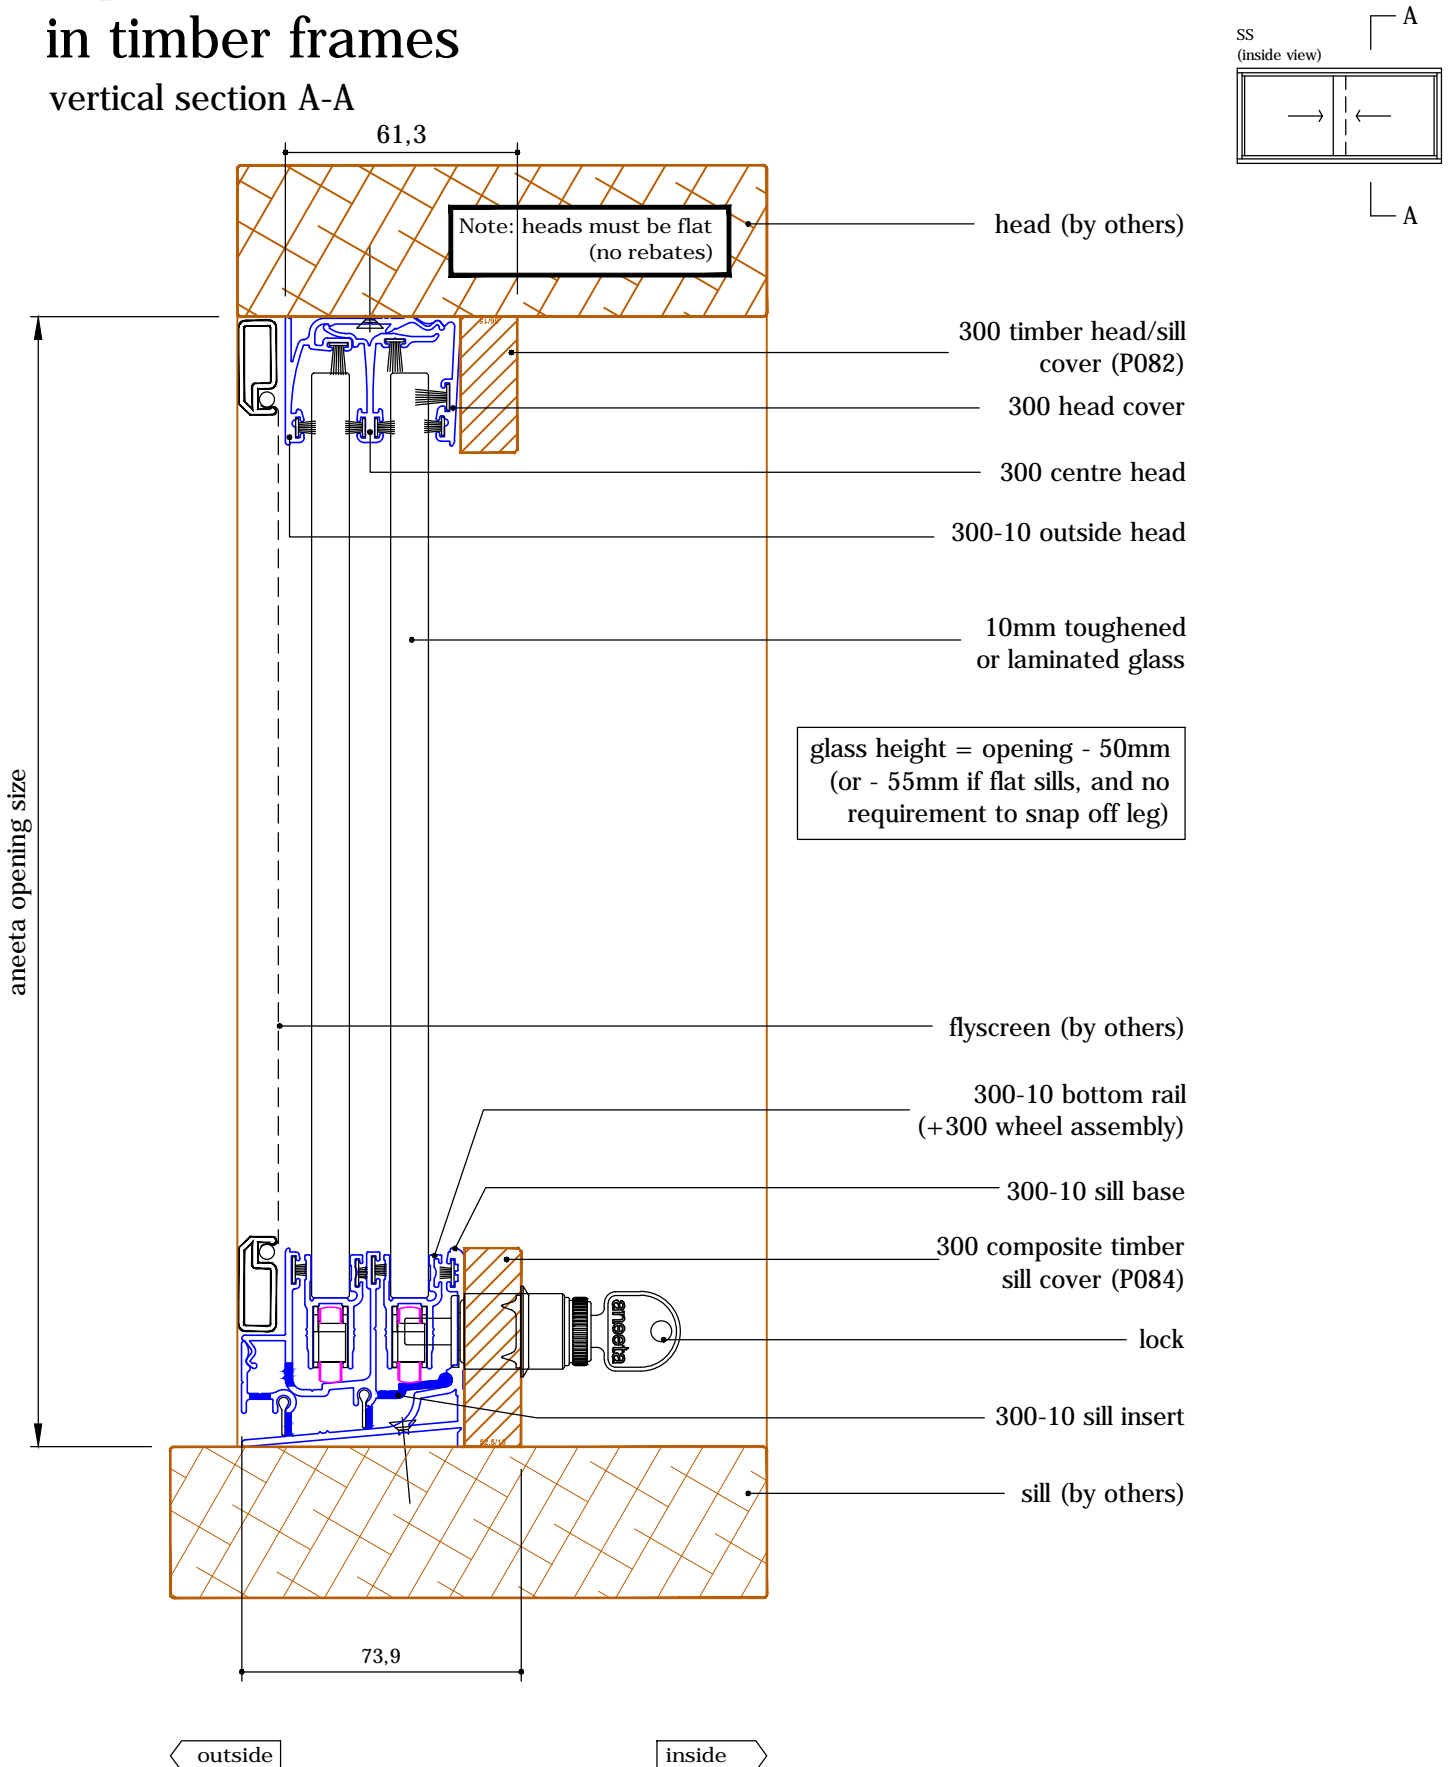 in timber frames
vertical section A-A
A
SS
(inside view)
A
61,3
Note: heads must be flat
(no rebates)
head (by others)
300 timber head/sill
cover (P082)
300 head cover
300 centre head
300-10 outside head
10mm toughened
or laminated glass
glass height = opening - 50mm
(or - 55mm if flat sills, and no
requirement to snap off leg)
aneeta opening size
flyscreen (by others)
300-10 bottom rail
(+300 wheel assembly)
300-10 sill base
300 composite timber
sill cover (P084)
aneeta
lock
300-10 sill insert
sill (by others)
73,9
outside
inside